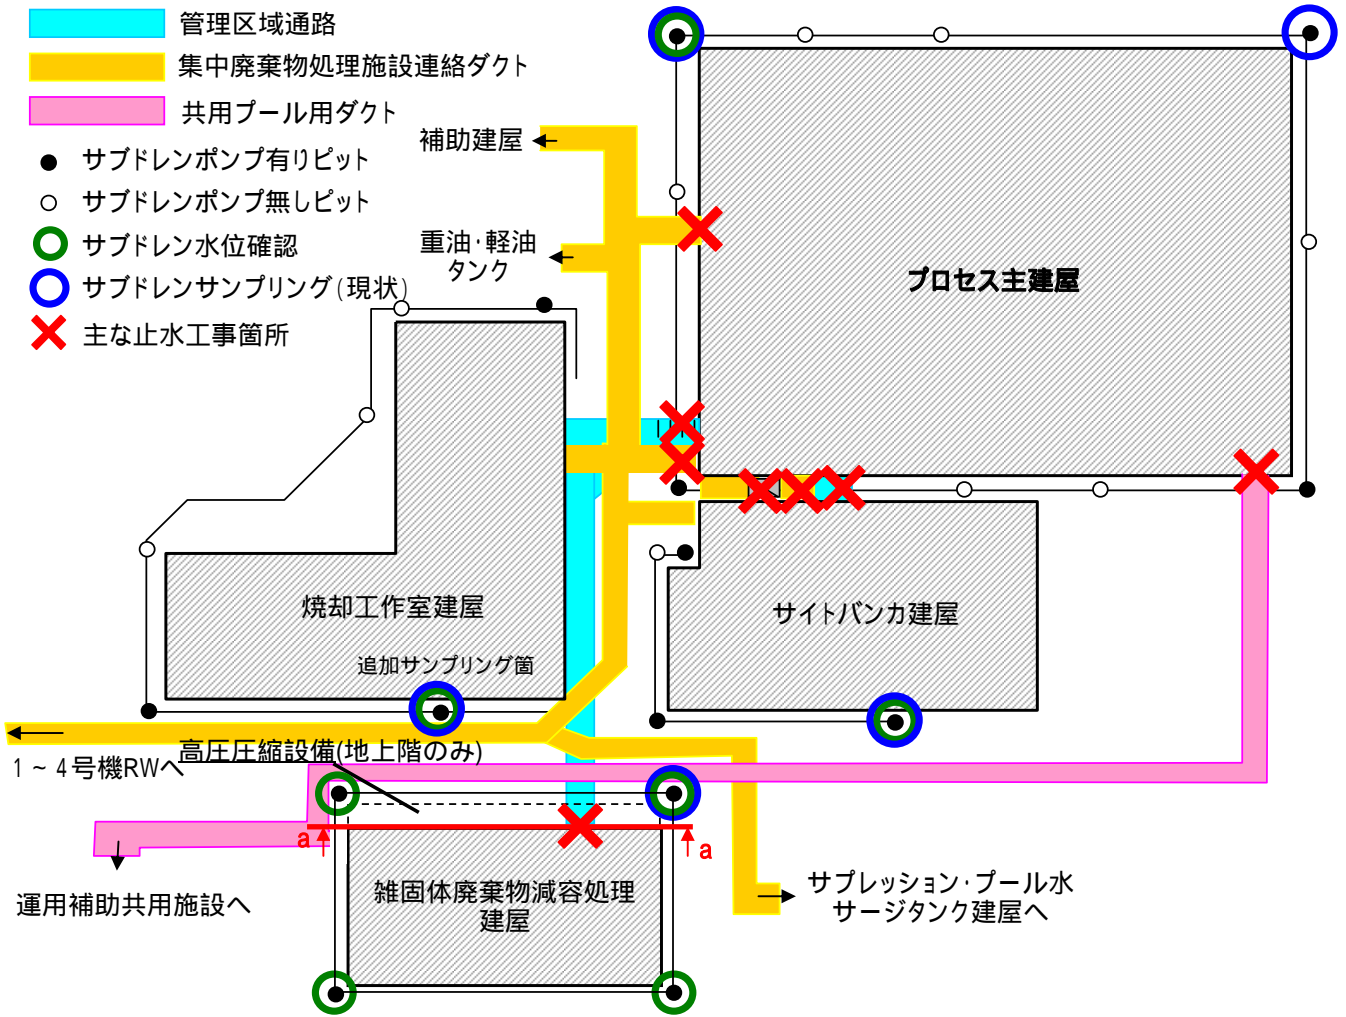 管理区域通路
集中廃棄物処理施設連絡ダクト
共用プール用ダクト
サブドレンポンプ有りピット
サブドレンポンプ無しピット
サブドレン水位確認
サブドレンサンプリング(現状)
主な止水工事箇所
補助建屋
重油・軽油
タンク
プロセス主建屋
焼却工作室建屋
追加サンプリング箇
サイトバンカ建屋
1～4号機RWへ
高圧圧縮設備(地上階のみ)
a
a
運用補助共用施設へ
雑固体廃棄物減容処理
建屋
サプレッション・プール水
サージタンク建屋へ